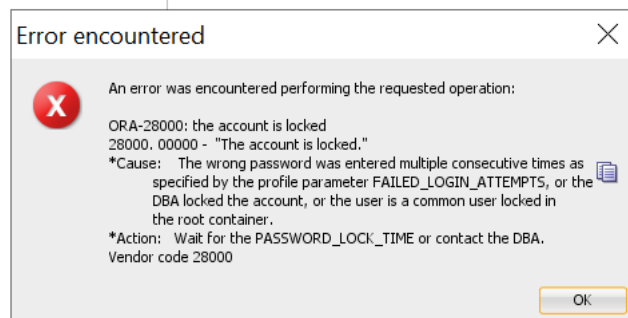 Error encountered
An error was encountered performing the requested operation:
ORA-28000: the account is locked
28000. 00000 - "The account is locked."
*Cause: The wrong password was entered multiple consecutive times as
specified by the profile parameter FAILED_LOGIN_ATTEMPTS, or the
DBA locked the account, or the user is a common user locked in
the root container.
*Action: Wait for the PASSWORD_LOCK_TIME or contact the DBA.
Vendor code 28000
OK